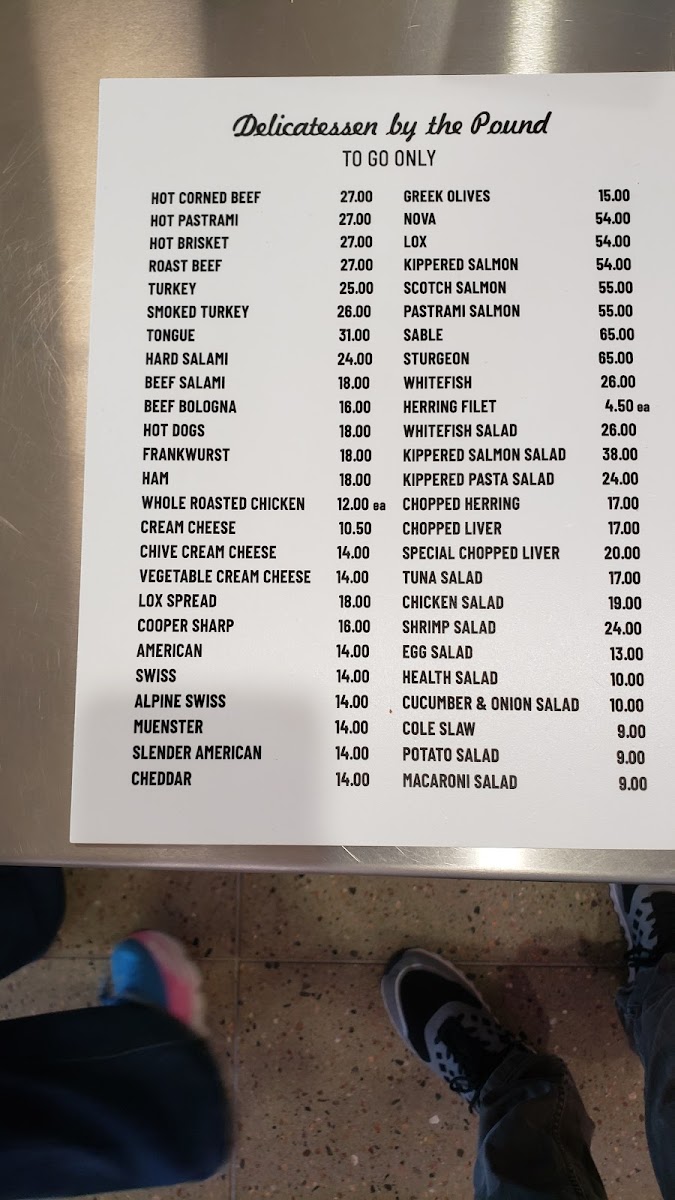 Delicatessen by the Pound
TO GO ONLY
HOT CORNED BEEF 27.00
HOT PASTRAMI 27.00
HOT BRISKET 27.00
ROAST BEEF 27.00
TURKEY 25.00
SMOKED TURKEY 26.00
TONGUE 31.00
HARD SALAMI 24.00
BEEF SALAMI 18.00
BEEF BOLOGNA 16.00
HOT DOGS 18.00
FRANKWURST 18.00
HAM 18.00
WHOLE ROASTED CHICKEN 12.00 ea
CREAM CHEESE 10.50
CHIVE CREAM CHEESE 14.00
VEGETABLE CREAM CHEESE 14.00
LOX SPREAD 18.00
COOPER SHARP 16.00
AMERICAN 14.00
SWISS 14.00
ALPINE SWISS 14.00
MUENSTER 14.00
SLENDER AMERICAN 14.00
CHEDDAR 14.00
GREEK OLIVES 15.00
NOVA 54.00
LOX 54.00
KIPPERED SALMON 54.00
SCOTCH SALMON 55.00
PASTRAMI SALMON 55.00
SABLE 65.00
STURGEON 65.00
WHITEFISH 26.00
HERRING FILET 4.50 ea
WHITEFISH SALAD 26.00
KIPPERED SALMON SALAD 38.00
KIPPERED PASTA SALAD 24.00
CHOPPED HERRING 17.00
CHOPPED LIVER 17.00
SPECIAL CHOPPED LIVER 20.00
TUNA SALAD 17.00
CHICKEN SALAD 19.00
SHRIMP SALAD 24.00
EGG SALAD 13.00
HEALTH SALAD 10.00
CUCUMBER & ONION SALAD 10.00
COLE SLAW 9.00
POTATO SALAD 9.00
MACARONI SALAD 9.00